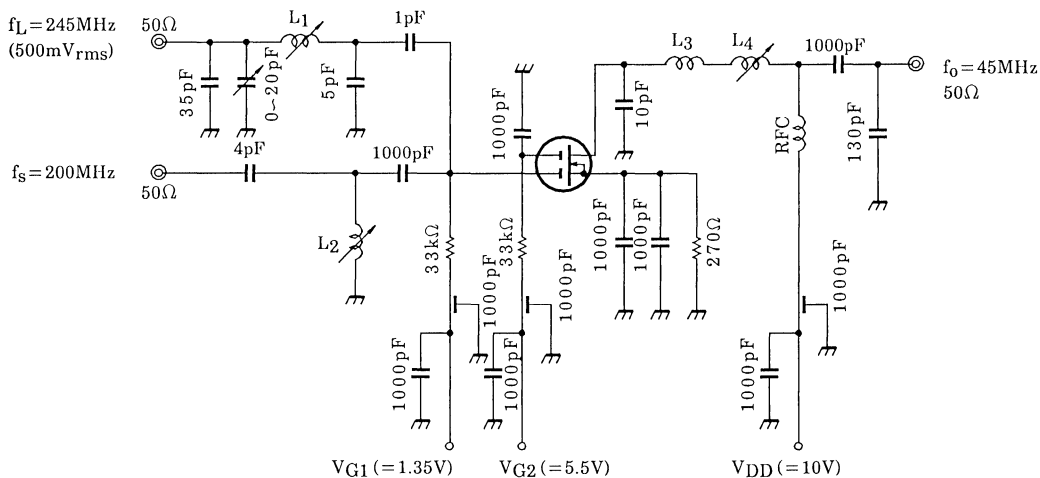 fL=245MHz
(500mVrms)
50Ω
L1
1pF
35pF
0~20pF
5pF
fs=200MHz
50Ω
4pF
1000pF
L2
33kΩ
1000pF
1000pF
1000pF
33kΩ
1000pF
1000pF
10pF
L3
L4
1000pF
fo=45MHz
50Ω
RFC
130pF
1000pF
1000pF
270Ω
1000pF
1000pF
VG1 (=1.35V)
VG2 (=5.5V)
VDD (=10V)